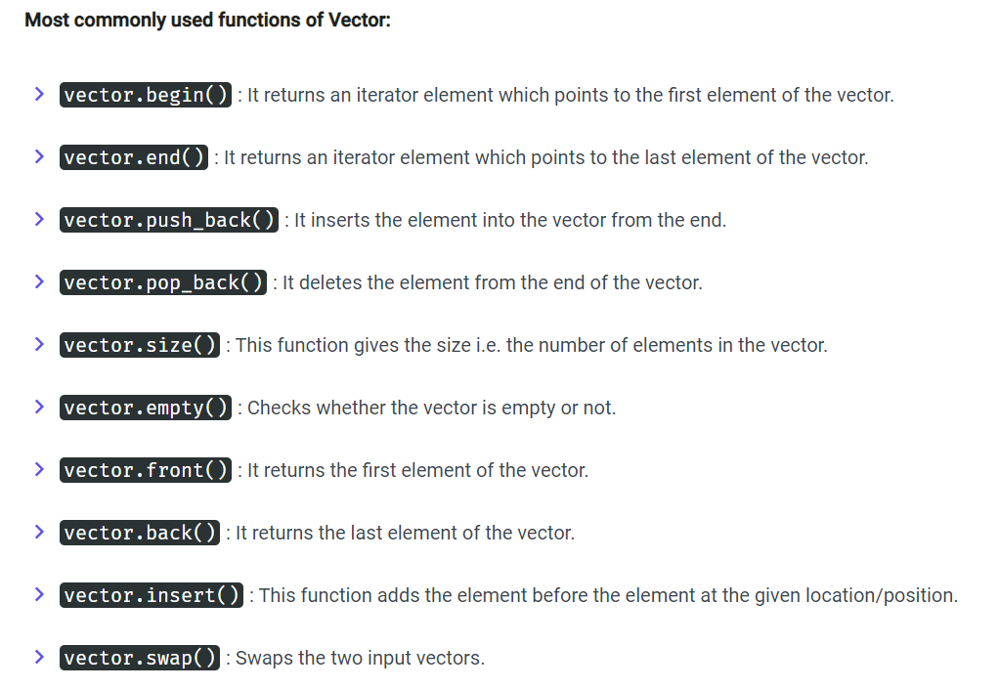 Most commonly used functions of Vector:
vector.begin() : It returns an iterator element which points to the first element of the vector.
vector.end() : It returns an iterator element which points to the last element of the vector.
vector.push_back() : It inserts the element into the vector from the end.
vector.pop_back() : It deletes the element from the end of the vector.
vector.size() : This function gives the size i.e. the number of elements in the vector.
vector.empty() : Checks whether the vector is empty or not.
vector.front() : It returns the first element of the vector.
vector.back() : It returns the last element of the vector.
vector.insert() : This function adds the element before the element at the given location/position.
vector.swap() : Swaps the two input vectors.